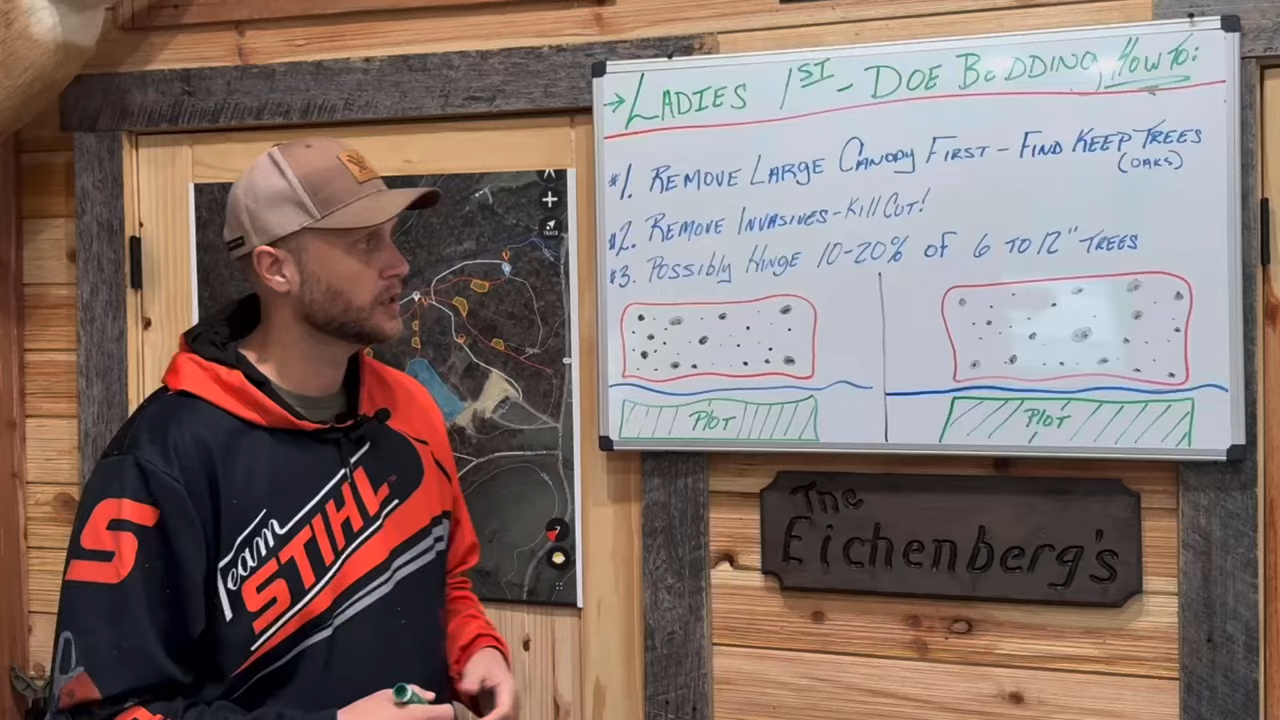 → LADIES 1ST - DOE BEDDING, HOW TO:
#1. REMOVE LARGE CANOPY FIRST - FIND KEEP TREES
(OAKS)
#2. REMOVE INVASIVES - KILL CUT!
#3. POSSIBLY HINGE 10-20% OF 6 TO 12" TREES
PLOT
PLOT
The
Eichenberg's
Team
STIHL
S
TRACK